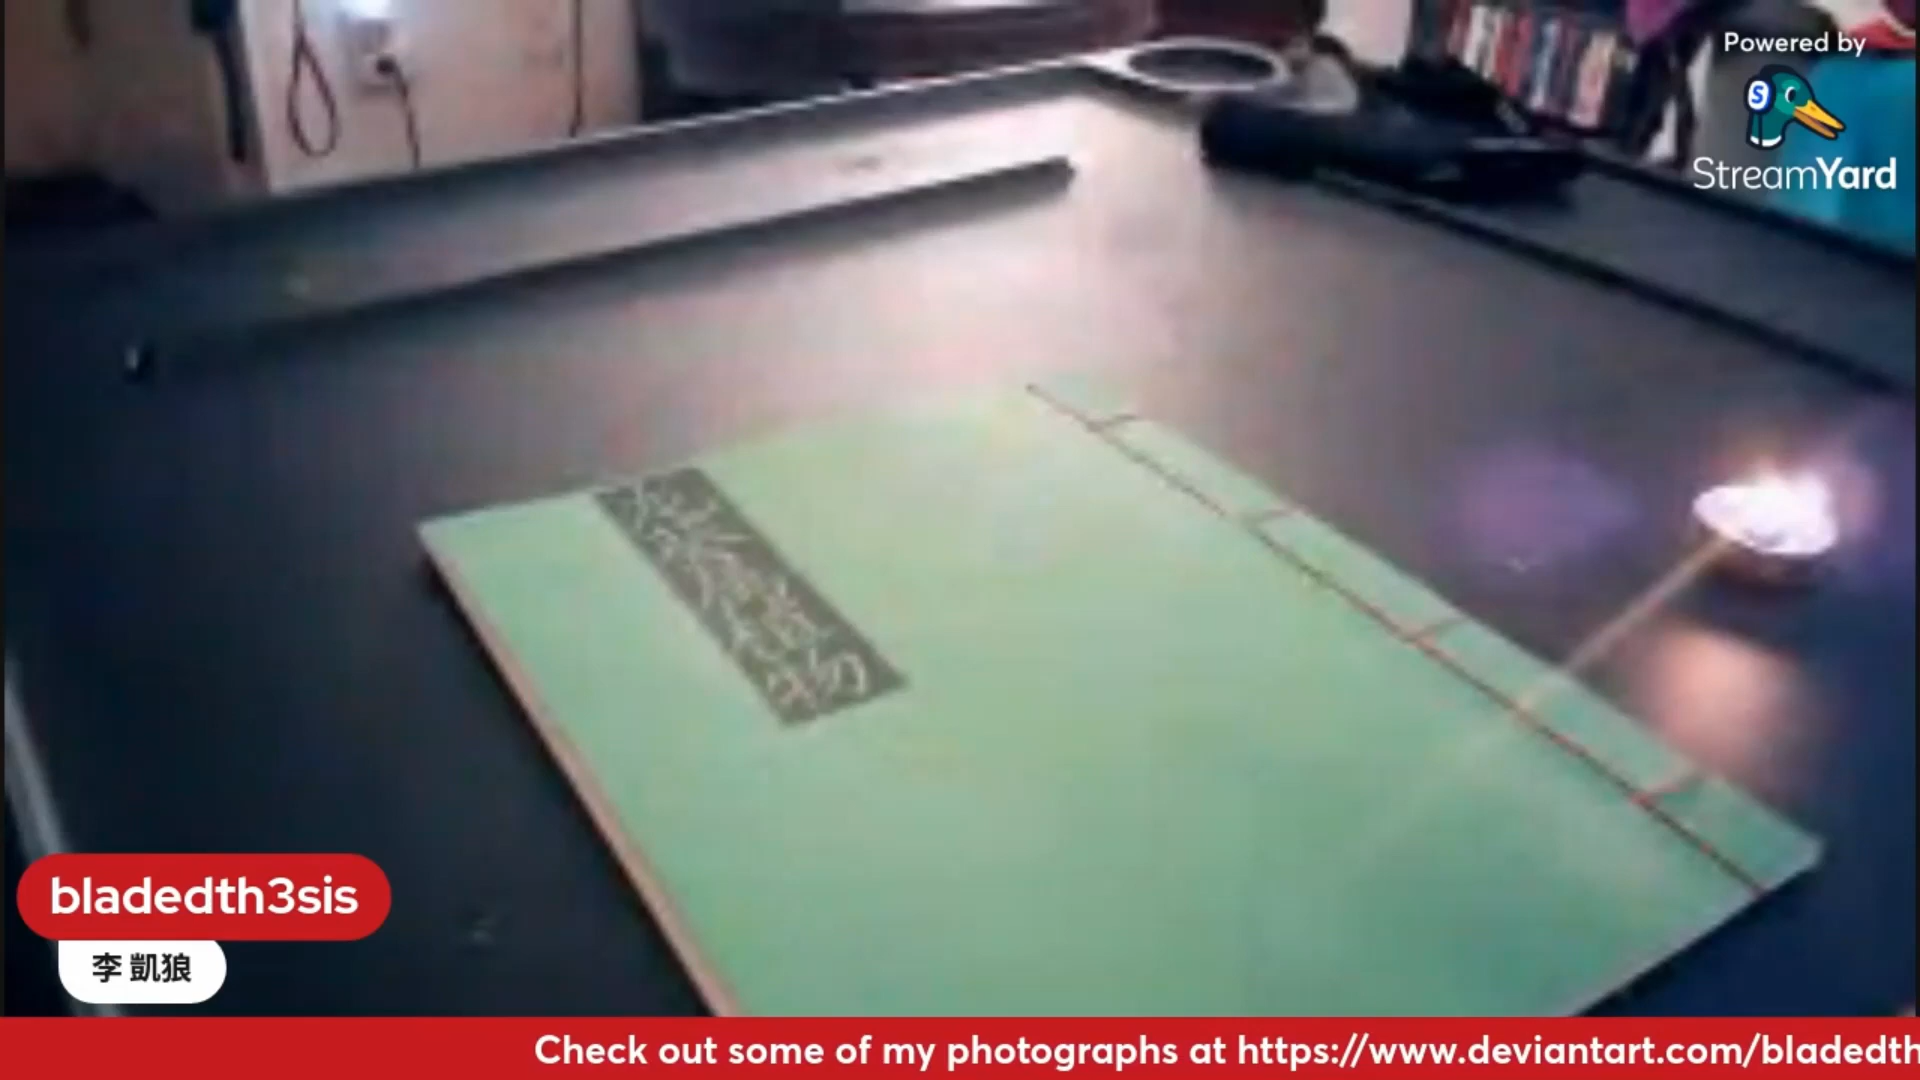 Powered by
S
StreamYard
bladedth3sis
李 凱狼
Check out some of my photographs at https://www.deviantart.com/bladedth